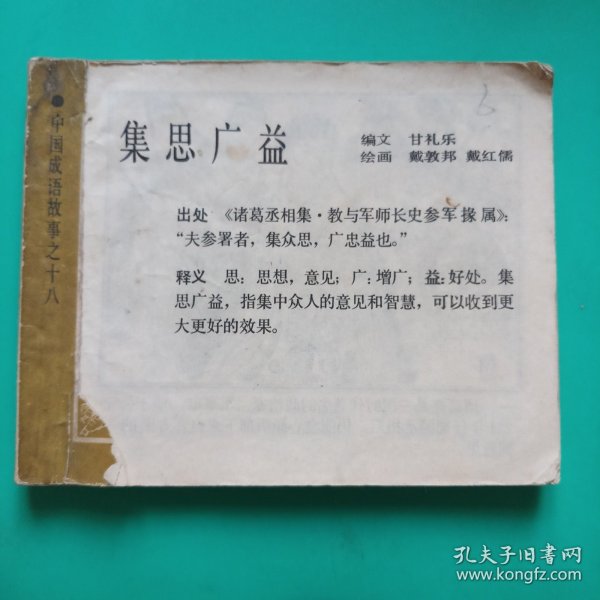 ●中国成语故事之十八
集思广益
编文 甘礼乐
绘画 戴敦邦 戴红儒
出处 《诸葛丞相集·教与军师长史参军掾属》：
“夫参署者，集众思，广忠益也。”
释义 思：思想，意见；广：增广；益：好处。集
思广益，指集中众人的意见和智慧，可以收到更
大更好的效果。
孔夫子旧书网
www.kongfz.com